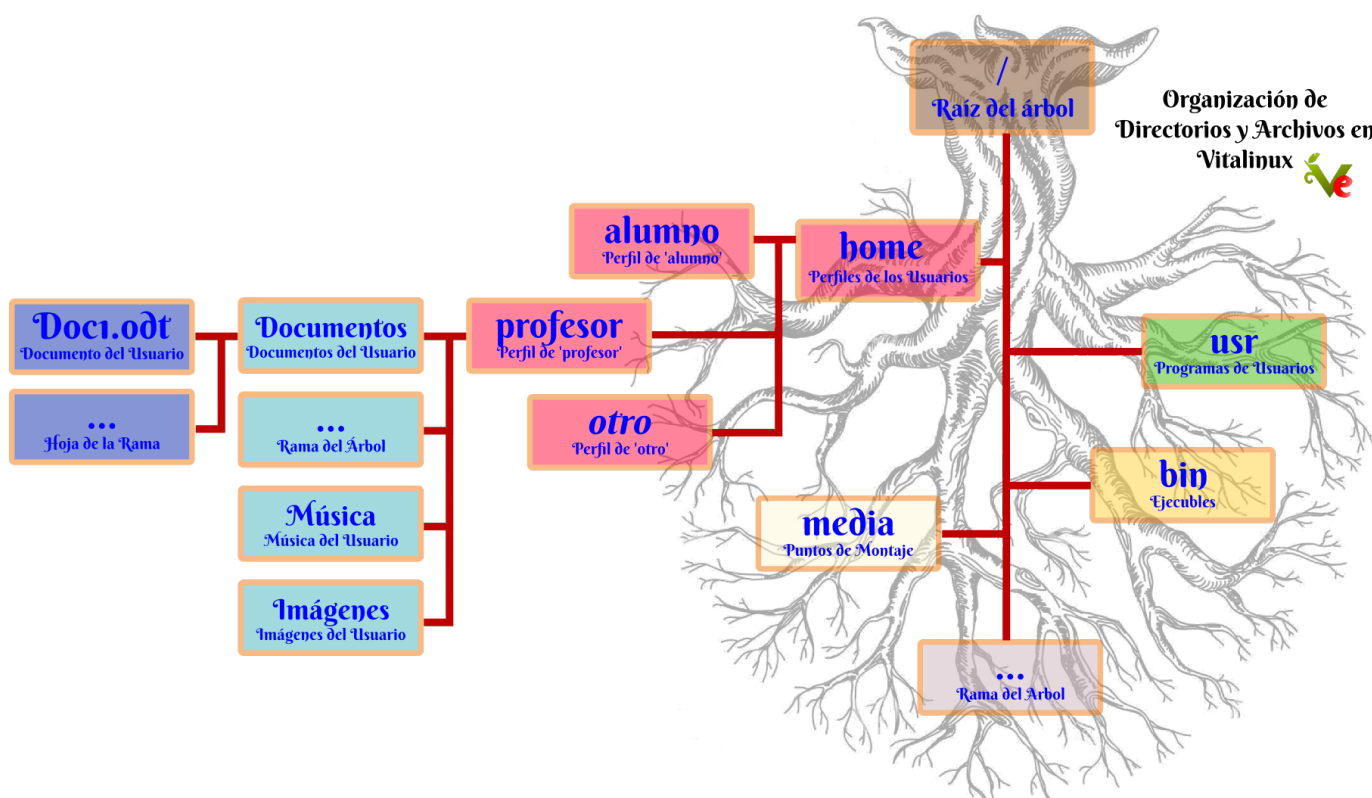 /
Raíz del árbol
Organización de
Directorios y Archivos en
Vitalinux
Ve
alumno
Perfil de 'alumno'
home
Perfiles de los Usuarios
Doc1.odt
Documento del Usuario
Documentos
Documentos del Usuario
profesor
Perfil de 'profesor'
usr
Programas de Usuarios
...
Hoja de la Rama
...
Rama del Árbol
otro
Perfil de 'otro'
bin
Ejecubles
Música
Música del Usuario
media
Puntos de Montaje
Imágenes
Imágenes del Usuario
...
Rama del Arbol